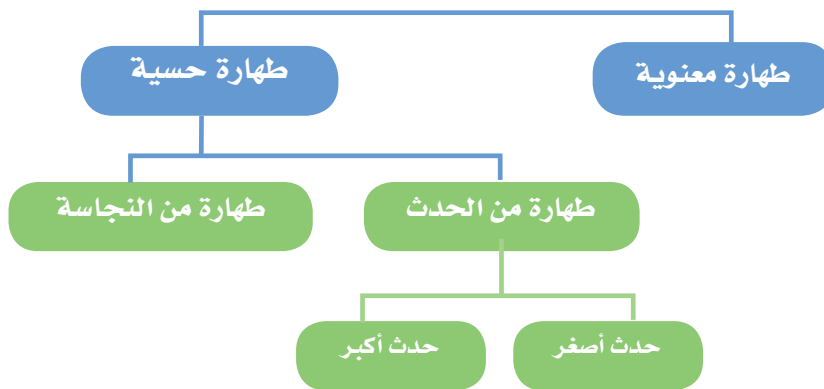 طهارة معنوية
طهارة حسية
طهارة من الحدث
طهارة من النجاسة
حدث أصغر
حدث أكبر